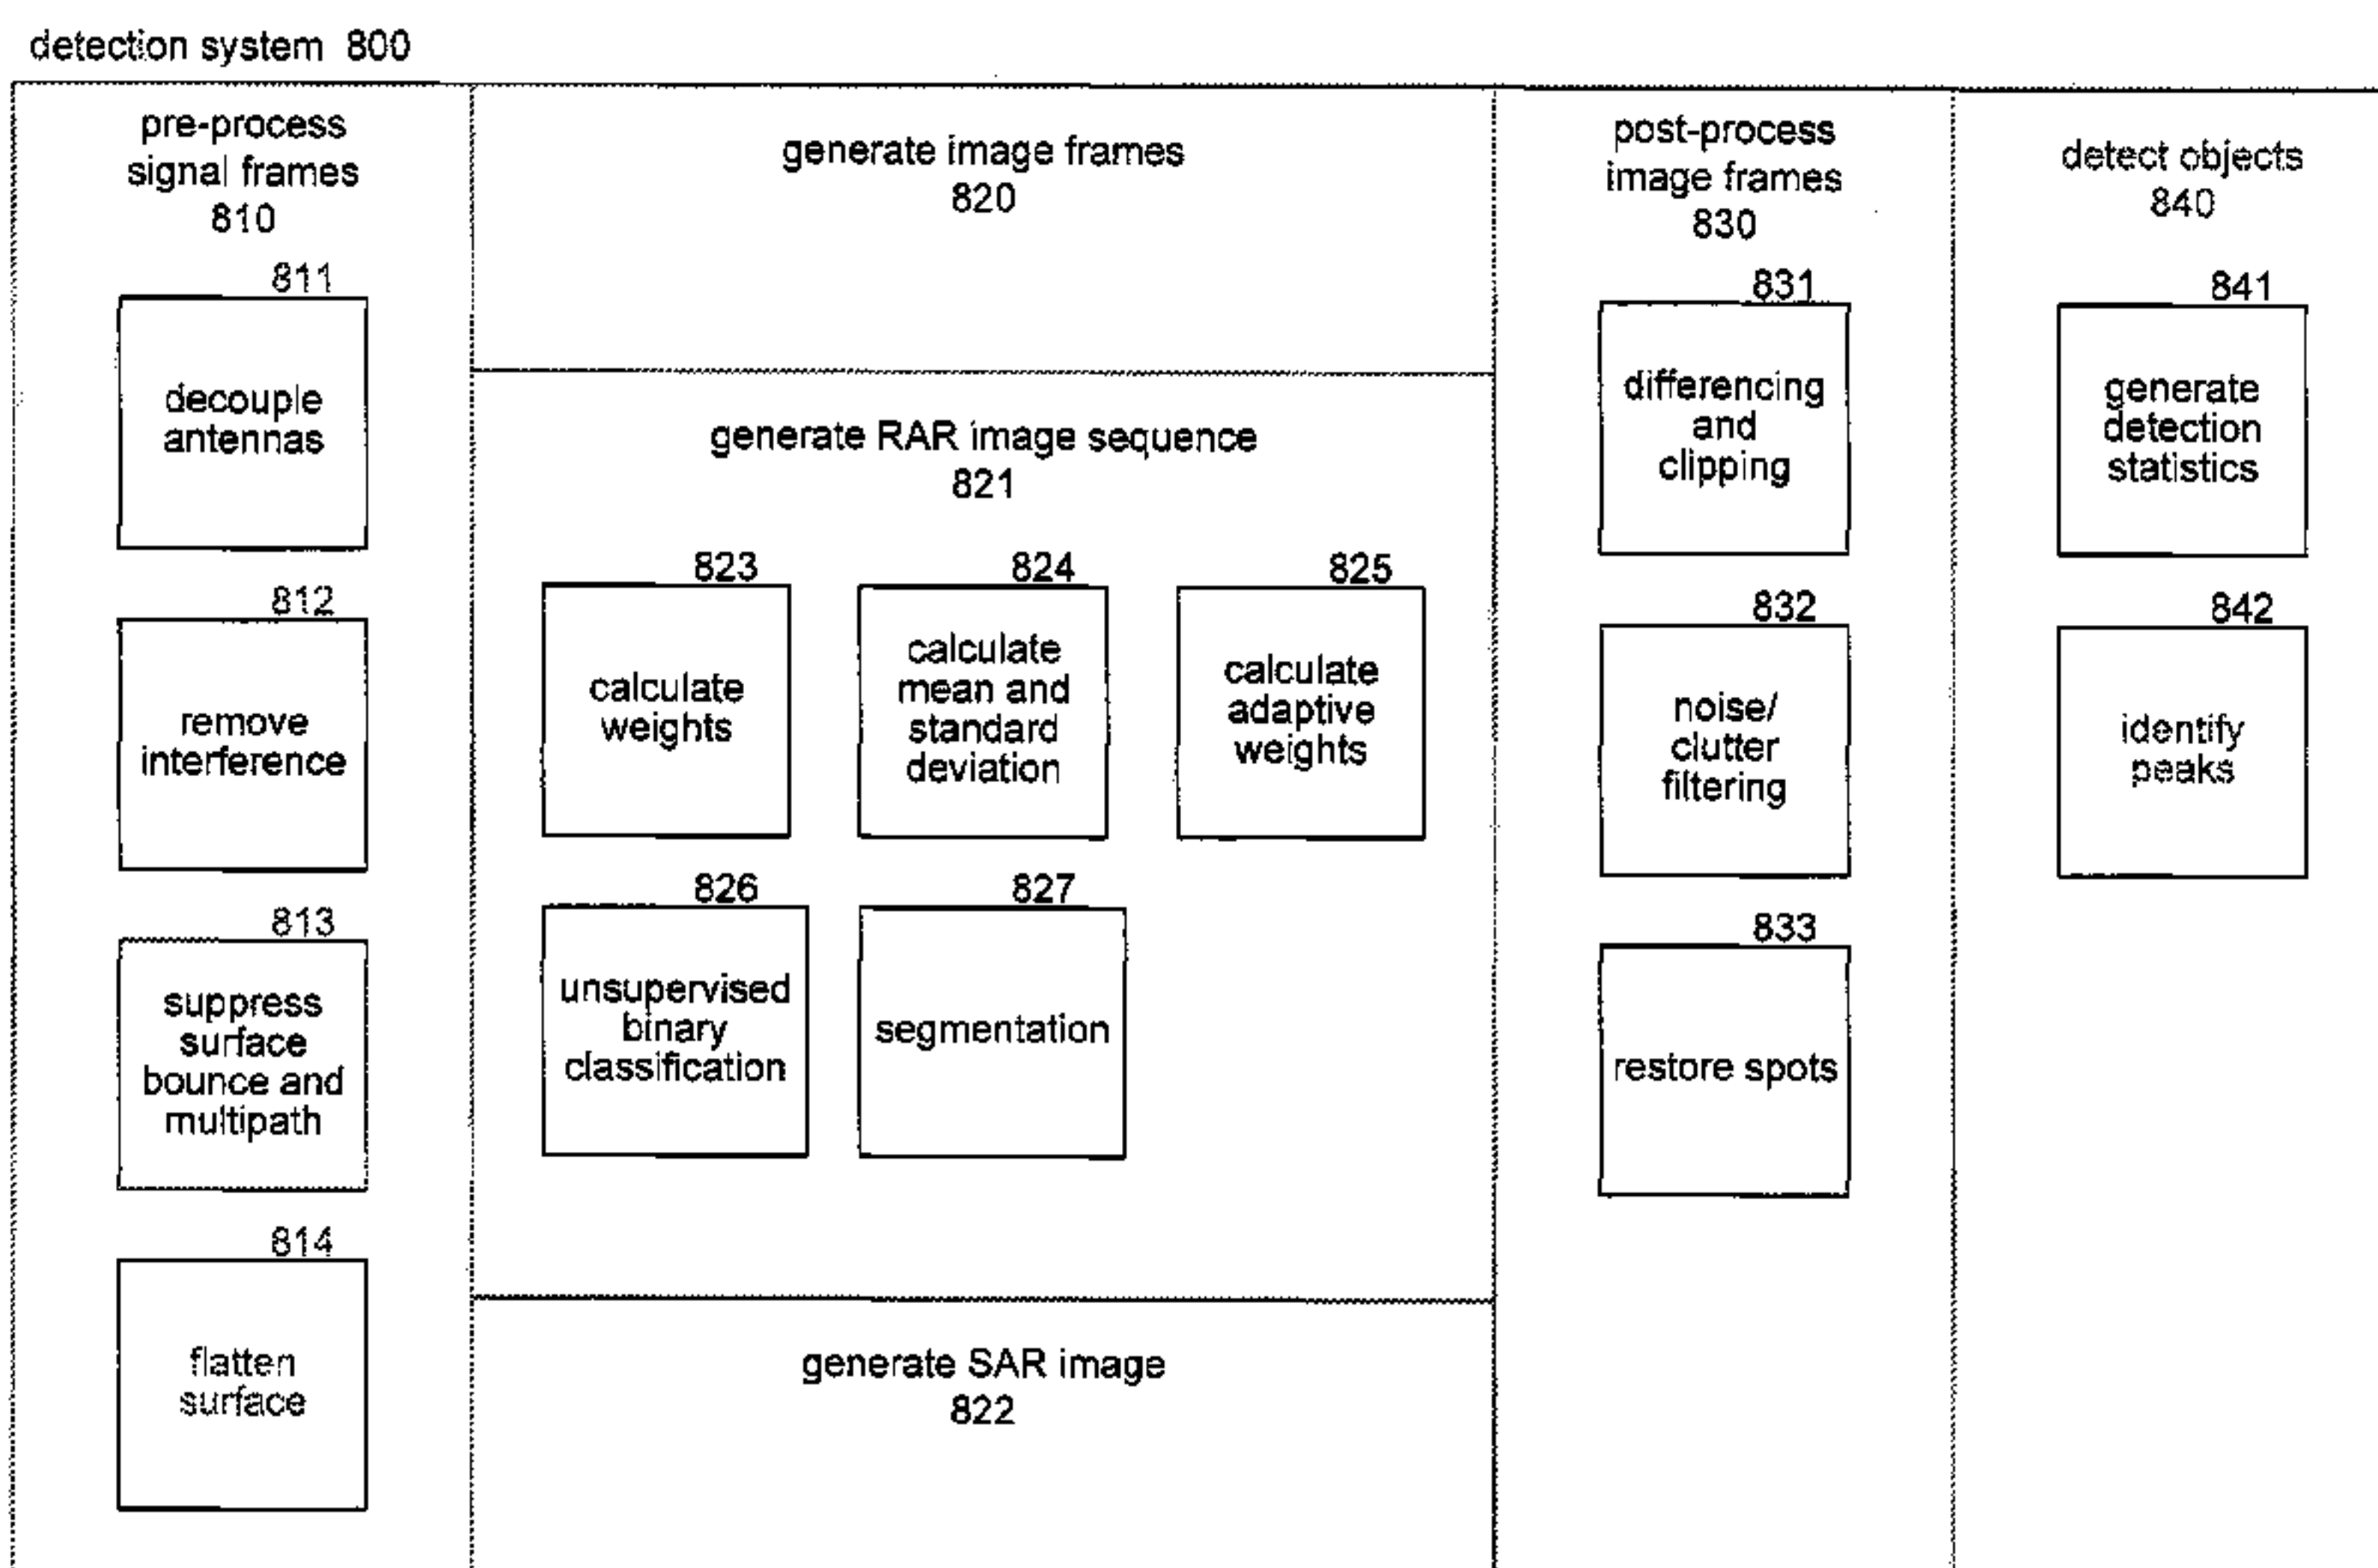 detection system 800
pre-process
signal frames
810
811
decouple
antennas
812
remove
interference
813
suppress
surface
bounce and
multipath
814
flatten
surface
generate image frames
820
generate RAR image sequence
821
823
calculate
weights
824
calculate
mean and
standard
deviation
825
calculate
adaptive
weights
826
unsupervised
binary
classification
827
segmentation
generate SAR image
822
post-process
image frames
830
831
differencing
and
clipping
832
noise/
clutter
filtering
833
restore spots
detect objects
840
841
generate
detection
statistics
842
identify
peaks